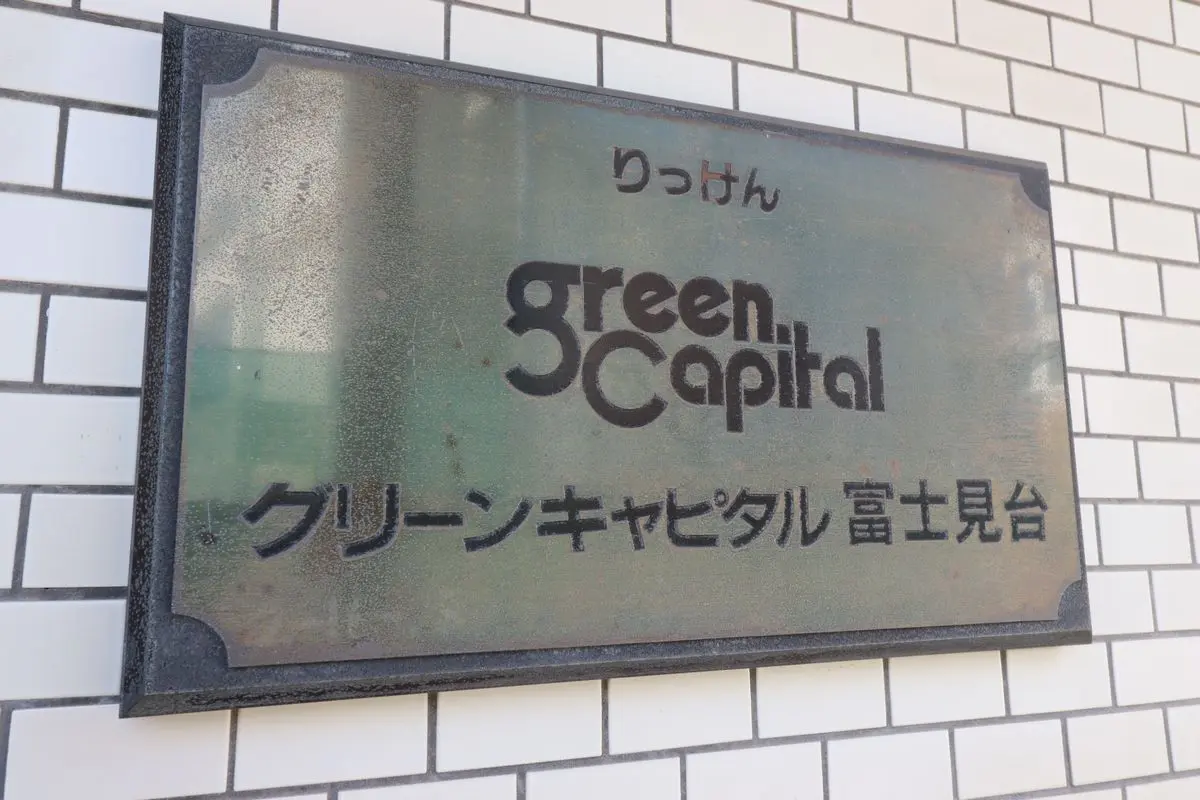 りっけん
green
Capital
グリーンキャピタル 富士見台